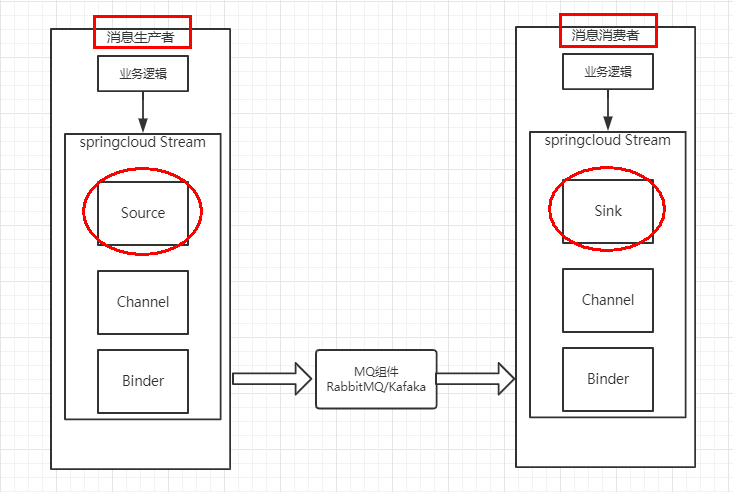 消息生产者
业务逻辑
springcloud Stream
Source
Channel
Binder
MQ组件
RabbitMQ/Kafaka
消息消费者
业务逻辑
springcloud Stream
Sink
Channel
Binder